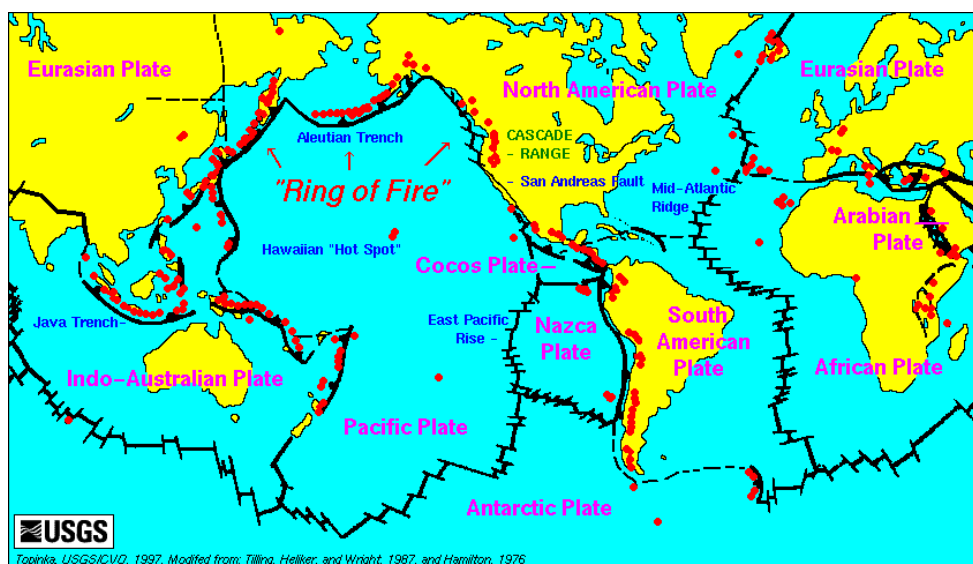 Eurasian Plate
North American Plate
Eurasian Plate
Aleutian Trench
CASCADE
- RANGE
"Ring of Fire"
- San Andreas Fault
Mid-Atlantic
Ridge
Arabian
Plate
Hawaiian "Hot Spot"
Cocos Plate
Java Trench-
East Pacific
Rise -
Nazca
Plate
South
American
Plate
Indo-Australian Plate
African Plate
Pacific Plate
Antarctic Plate
USGS
Topinka, USGS/CVO, 1997, Modifed from: Tilling, Heliker, and Wright, 1987, and Hamilton, 1976